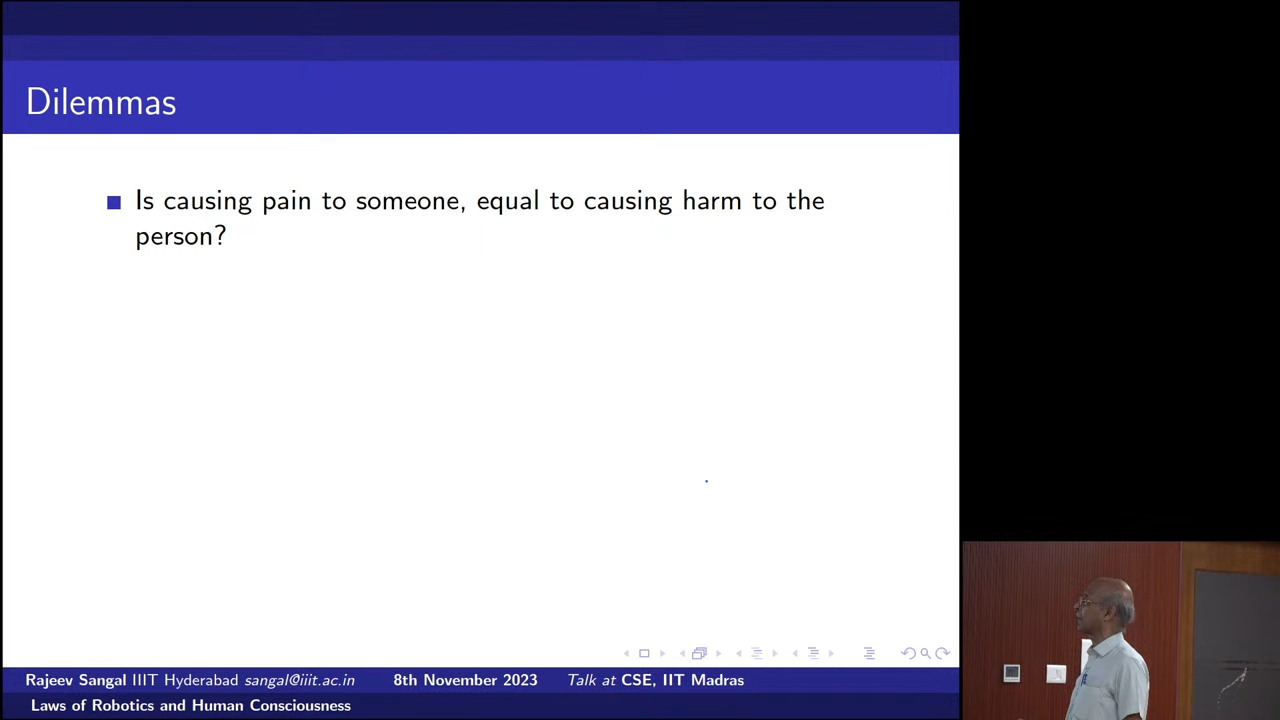 Dilemmas
Is causing pain to someone, equal to causing harm to the
person?
Rajeev Sangal IIIT Hyderabad sangal@iiit.ac.in 8th November 2023 Talk at CSE, IIT Madras
Laws of Robotics and Human Consciousness